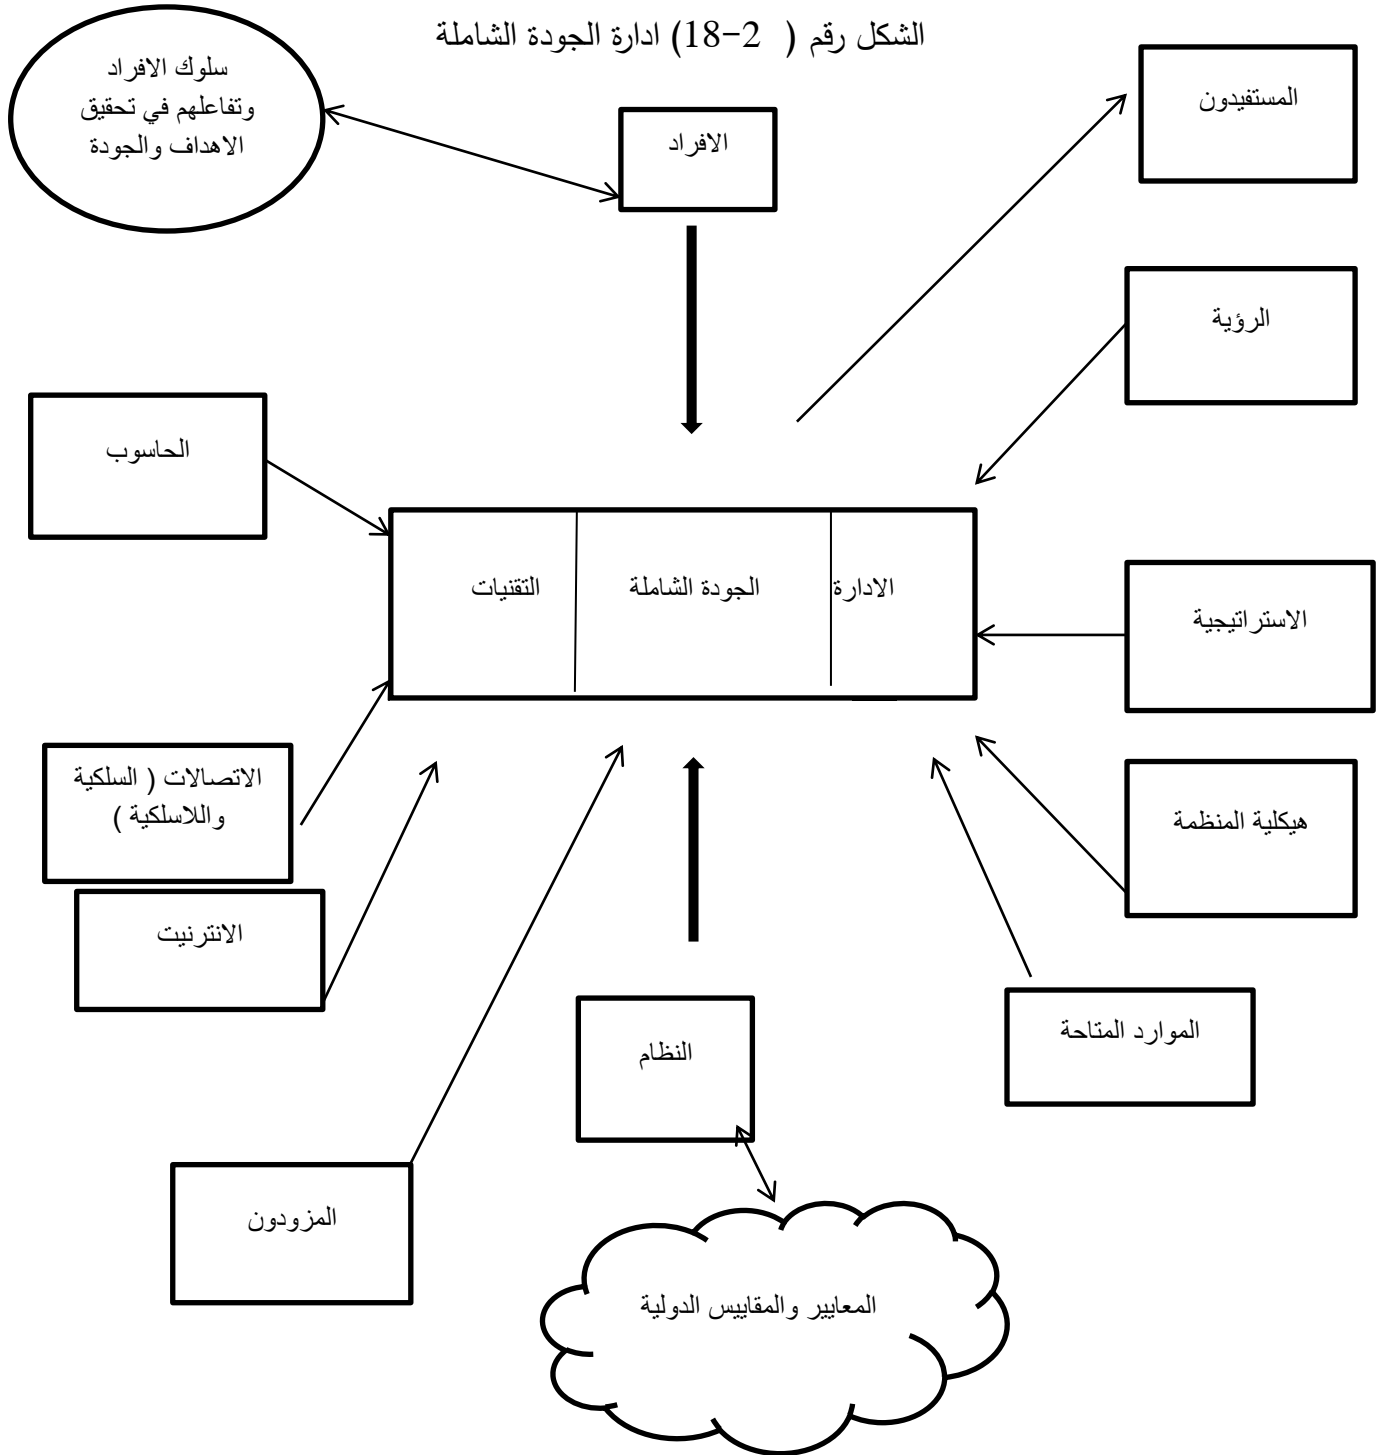 الشكل رقم ( 2-18) ادارة الجودة الشاملة
المستفيدون
سلوك الافراد
وتفاعلهم في تحقيق
الاهداف والجودة
الافراد
الرؤية
الحاسوب
الادارة
الجودة الشاملة
التقنيات
الاستراتيجية
الاتصالات ( السلكية
واللاسلكية )
هيكلية المنظمة
الانترنيت
الموارد المتاحة
النظام
المزودون
المعايير والمقاييس الدولية